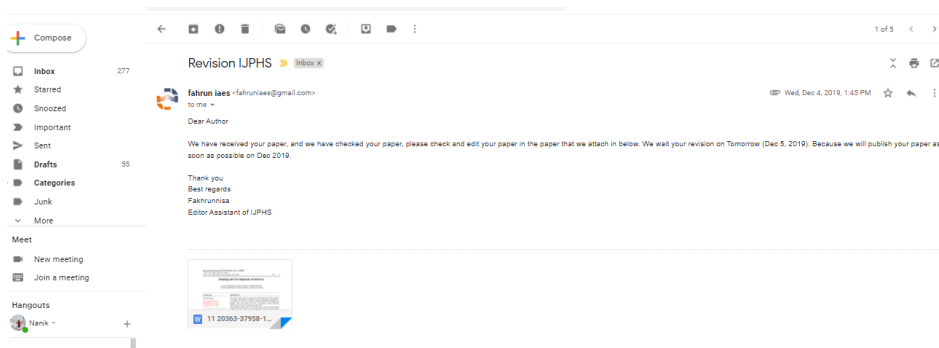 Compose
1 of 5
Revision IJPHS
Inbox x
Inbox 277
Starred
Snoozed
Important
Sent
Drafts 55
Categories
Junk
More
Meet
New meeting
Join a meeting
Hangouts
Nanik
fahrun iaes <fahruniaes@gmail.com>
Wed, Dec 4, 2019, 1:45 PM
to me
Dear Author
We have received your paper, and we have checked your paper, please check and edit your paper in the paper that we attach in below. We wait your revision on Tomorrow (Dec 5, 2019). Because we will publish your paper as
soon as possible on Dec 2019.
Thank you
Best regards
Fakhrunnisa
Editor Assistant of IJPHS
W 11 20363-37958-1...